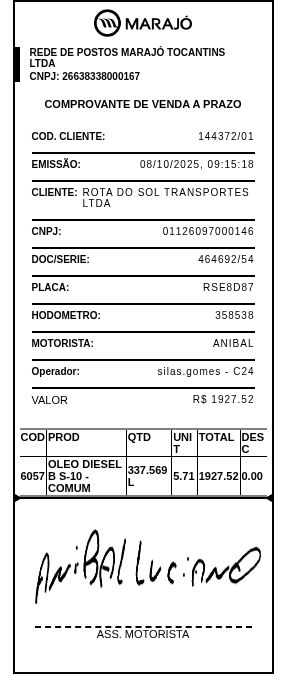 MARAJÓ
REDE DE POSTOS MARAJÓ TOCANTINS
LTDA
CNPJ: 26638338000167
COMPROVANTE DE VENDA A PRAZO
COD. CLIENTE: 144372/01
EMISSÃO: 08/10/2025, 09:15:18
CLIENTE: ROTA DO SOL TRANSPORTES
LTDA
CNPJ: 01126097000146
DOC/SERIE: 464692/54
PLACA: RSE8D87
HODOMETRO: 358538
MOTORISTA: ANIBAL
Operador: silas.gomes - C24
VALOR R$ 1927.52
COD PROD QTD UNI TOTAL DES
T C
OLEO DIESEL
6057 B S-10 - 337.569 5.71 1927.52 0.00
COMUM L
ANiBAL LUCiANO
ASS. MOTORISTA